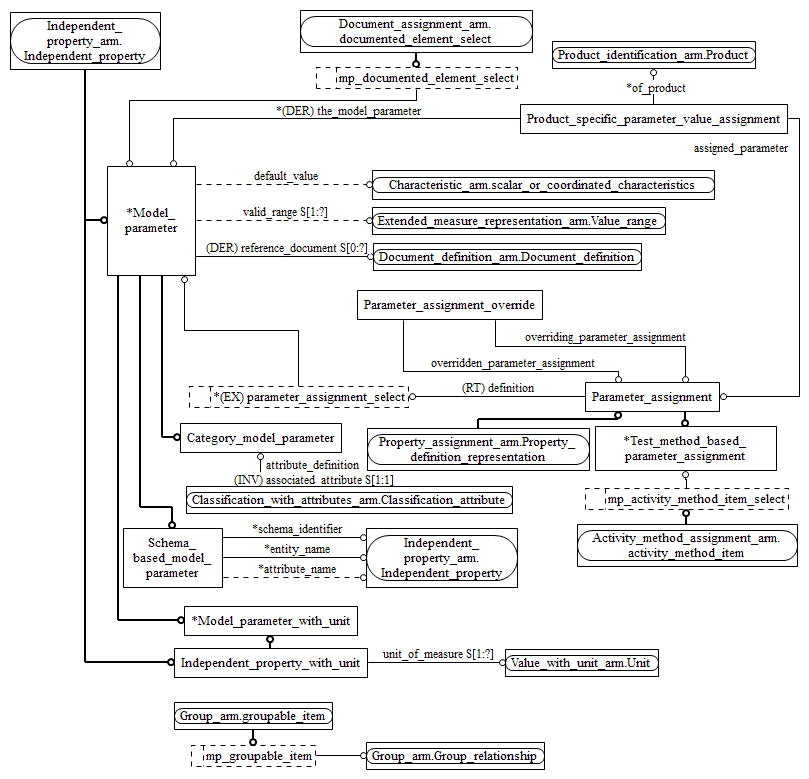 Independent_
property_arm.
Independent_property
Document_assignment_arm.
documented_element_select
Product_identification_arm.Product
mp_documented_element_select
*of_product
*(DER) the_model_parameter
Product_specific_parameter_value_assignment
assigned_parameter
default_value
Characteristic_arm.scalar_or_coordinated_characteristics
*Model_
parameter
valid_range S[1:?]
Extended_measure_representation_arm.Value_range
(DER) reference_document S[0:?]
Document_definition_arm.Document_definition
Parameter_assignment_override
overriding_parameter_assignment
overridden_parameter_assignment
(RT) definition
*(EX) parameter_assignment_select
Parameter_assignment
Category_model_parameter
Property_assignment_arm.Property_
definition_representation
*Test_method_based_
parameter_assignment
attribute_definition
(INV) associated_attribute S[1:1]
Classification_with_attributes_arm.Classification_attribute
mp_activity_method_item_select
Schema_
based_model_
parameter
*schema_identifier
*entity_name
*attribute_name
Independent_
property_arm.
Independent_property
Activity_method_assignment_arm.
activity_method_item
*Model_parameter_with_unit
Independent_property_with_unit
unit_of_measure S[1:?]
Value_with_unit_arm.Unit
Group_arm.groupable_item
mp_groupable_item
Group_arm.Group_relationship